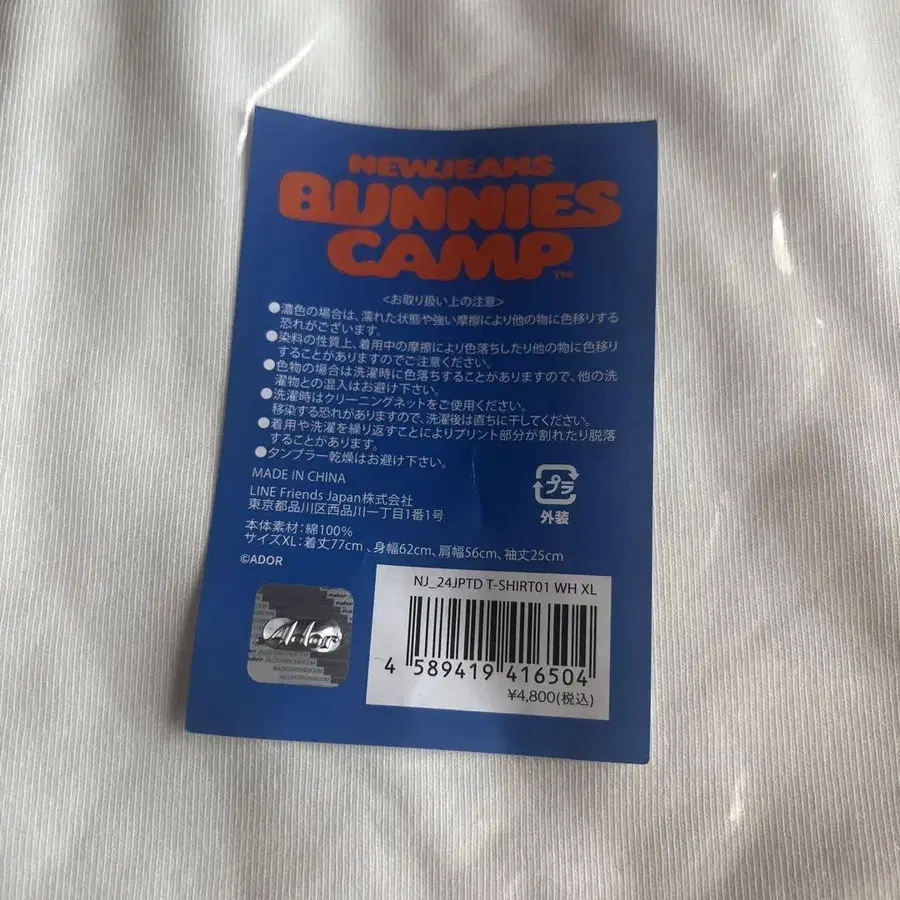 NEWJEANS
BUNNIES
CAMP™
<お取り扱い上の注意>
●濃色の場合は、濡れた状態や強い摩擦により他の物に色移りする
恐れがございます。
●染料の性質上、着用中の摩擦により色落ちしたり他の物に色移り
することがありますのでご注意ください。
●色物の場合は洗濯時に色落ちすることがありますので、他の洗
濯物との混入はお避け下さい。
●洗濯時はクリーニングネットをご使用ください。
移染する恐れがありますので、洗濯後は直ちに干してください。
●着用や洗濯を繰り返すことによりプリント部分が割れたり脱落
することがあります。
●タンブラー乾燥はお避け下さい。
MADE IN CHINA
LINE Friends Japan株式会社
東京都品川区西品川一丁目1番1号
プラ
外装
本体素材:綿100%
サイズXL:着丈77cm、身幅62cm、肩幅56cm、袖丈25cm
©ADOR
Ador
NJ_24JPTD T-SHIRT01 WH XL
4 589419 416504
¥4,800(税込)